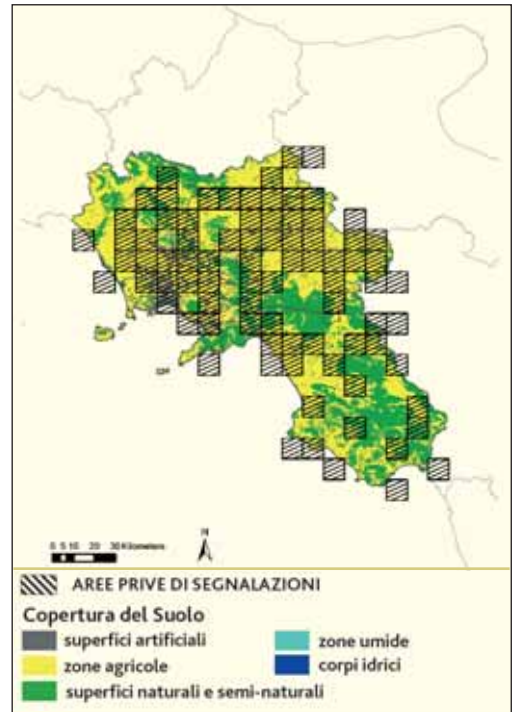 N
0 5 10 20 30 Kilometers
AREE PRIVE DI SEGNALAZIONI
Copertura del Suolo
superfici artificiali
zone umide
zone agricole
corpi idrici
superfici naturali e semi-naturali